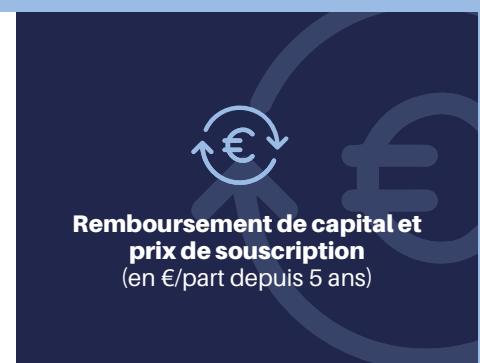 Remboursement de capital et
prix de souscription
(en €/part depuis 5 ans)